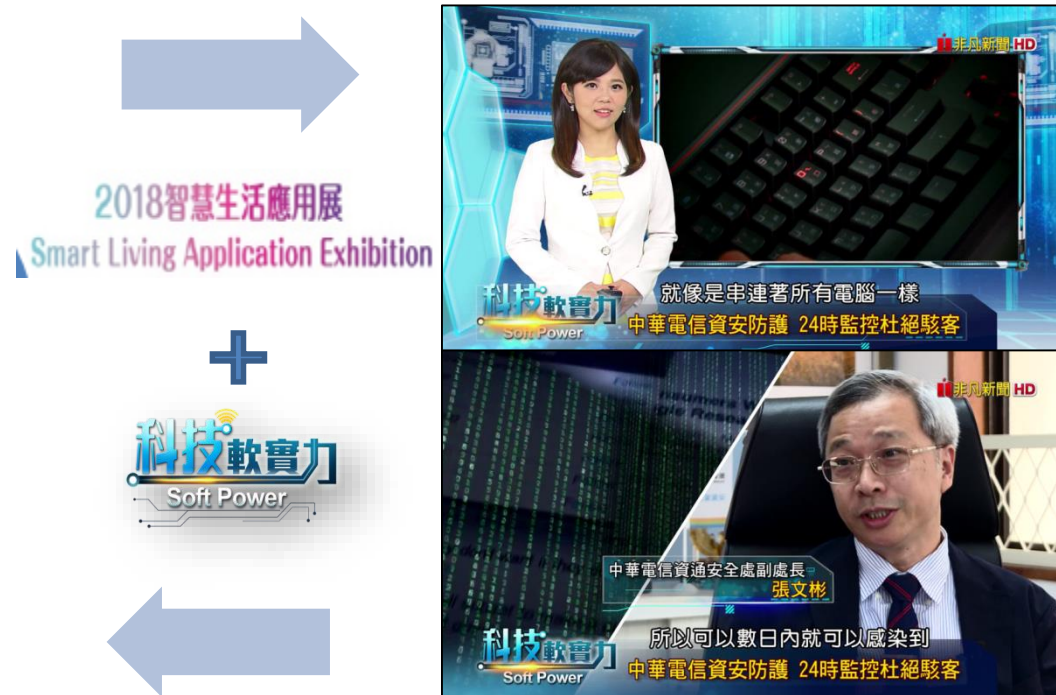 2018智慧生活應用展
Smart Living Application Exhibition
科技軟實力
Soft Power
非凡新聞 HD
就像是串連著所有電腦一樣
科技軟實力
Soft Power
中華電信資安防護 24時監控杜絕駭客
非凡新聞 HD
中華電信資通安全處副處長
張文彬
所以可以數日內就可以感染到
科技軟實力
Soft Power
中華電信資安防護 24時監控杜絕駭客